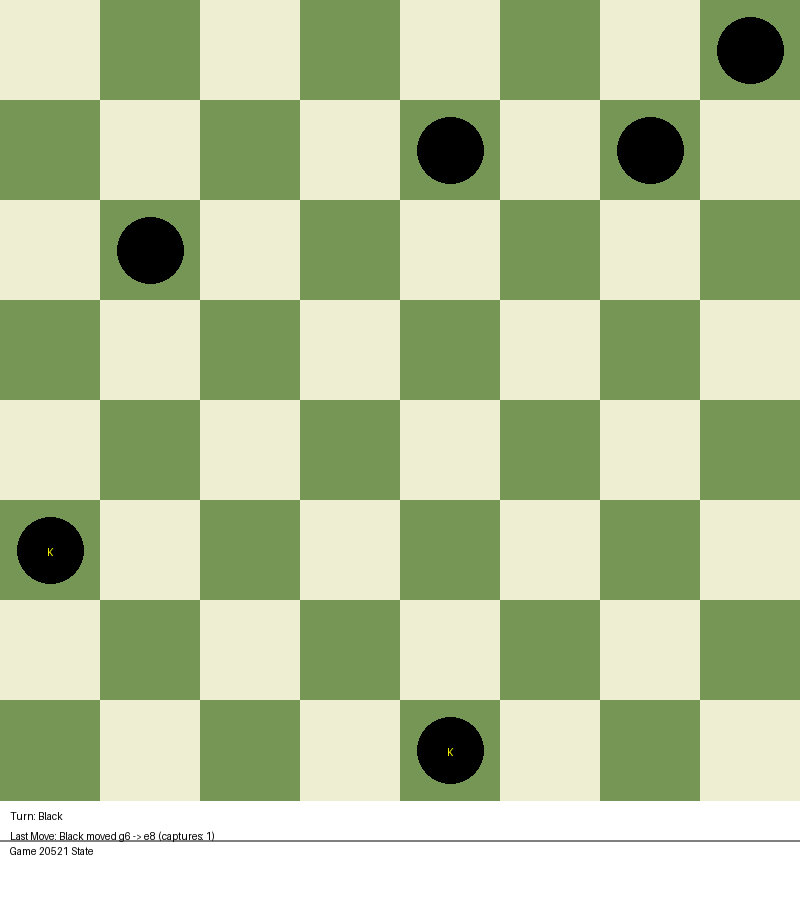 K
K
Turn: Black
Last Move: Black moved g6 -> e8 (captures: 1)
Game 20521 State